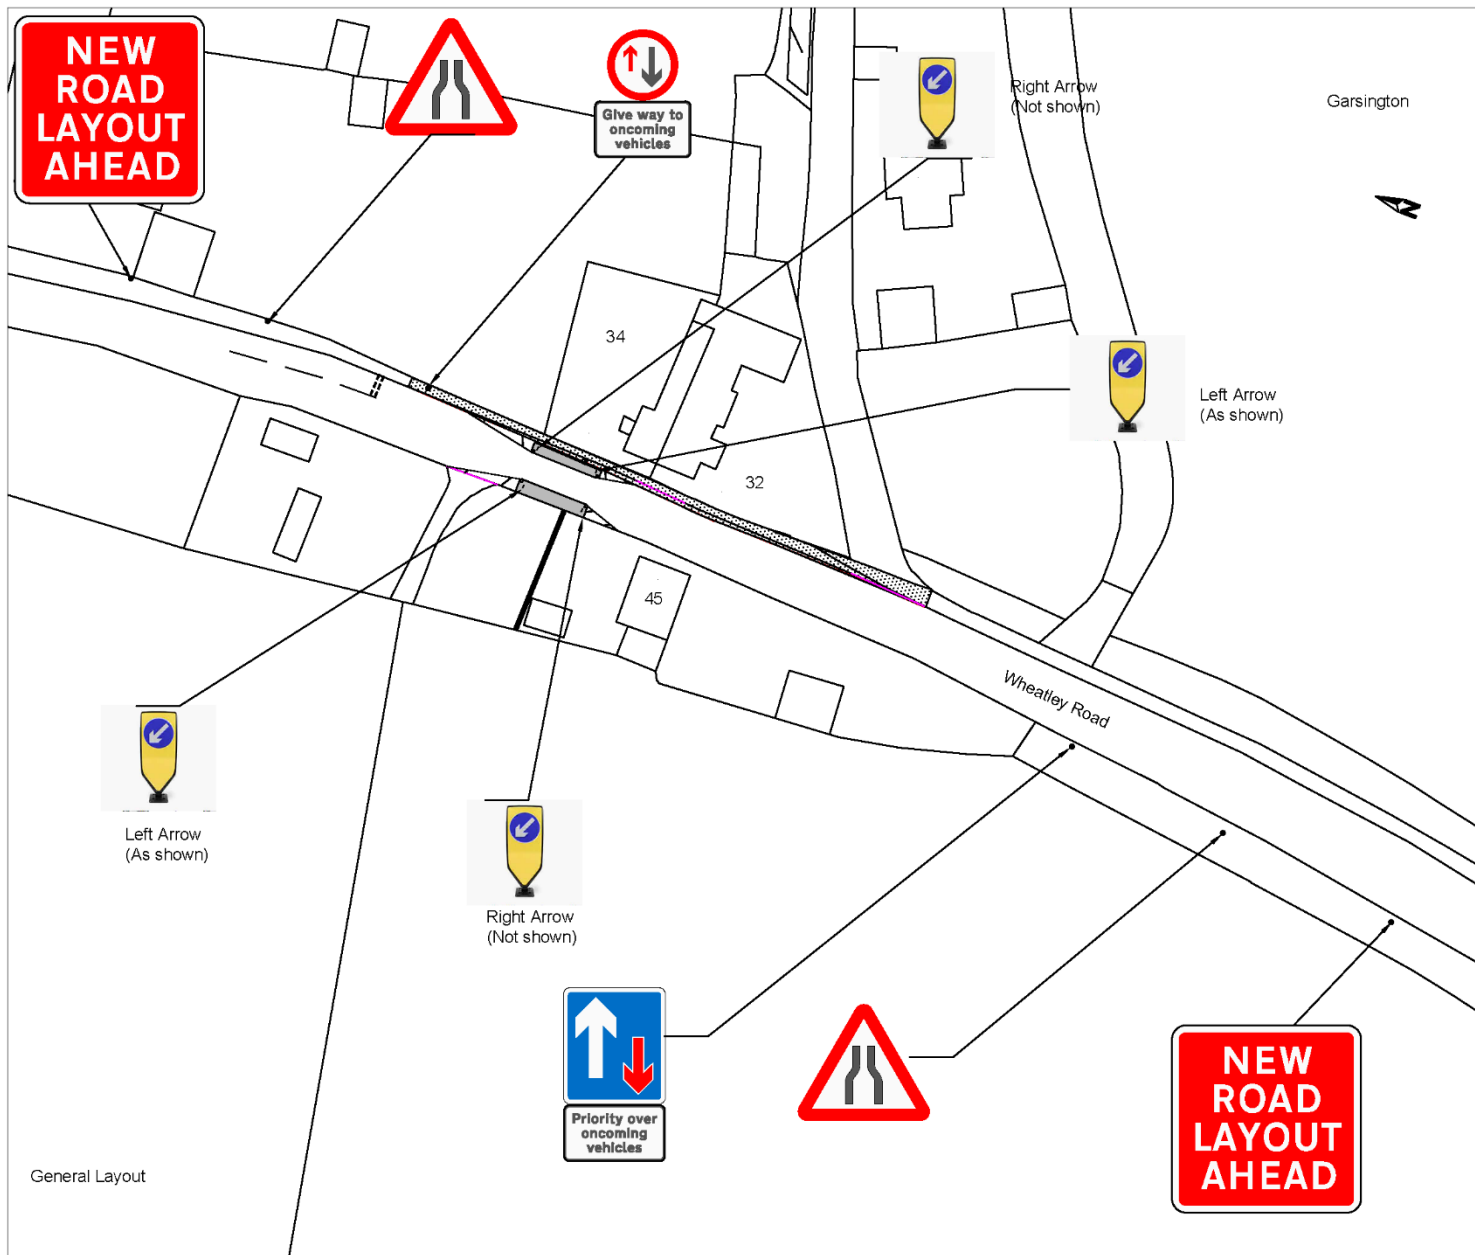 NEW
ROAD
LAYOUT
AHEAD
Give way to
oncoming
vehicles
Right Arrow
(Not shown)
Garsington
N
34
Left Arrow
(As shown)
32
45
Wheatley Road
Left Arrow
(As shown)
Right Arrow
(Not shown)
Priority over
oncoming
vehicles
NEW
ROAD
LAYOUT
AHEAD
General Layout